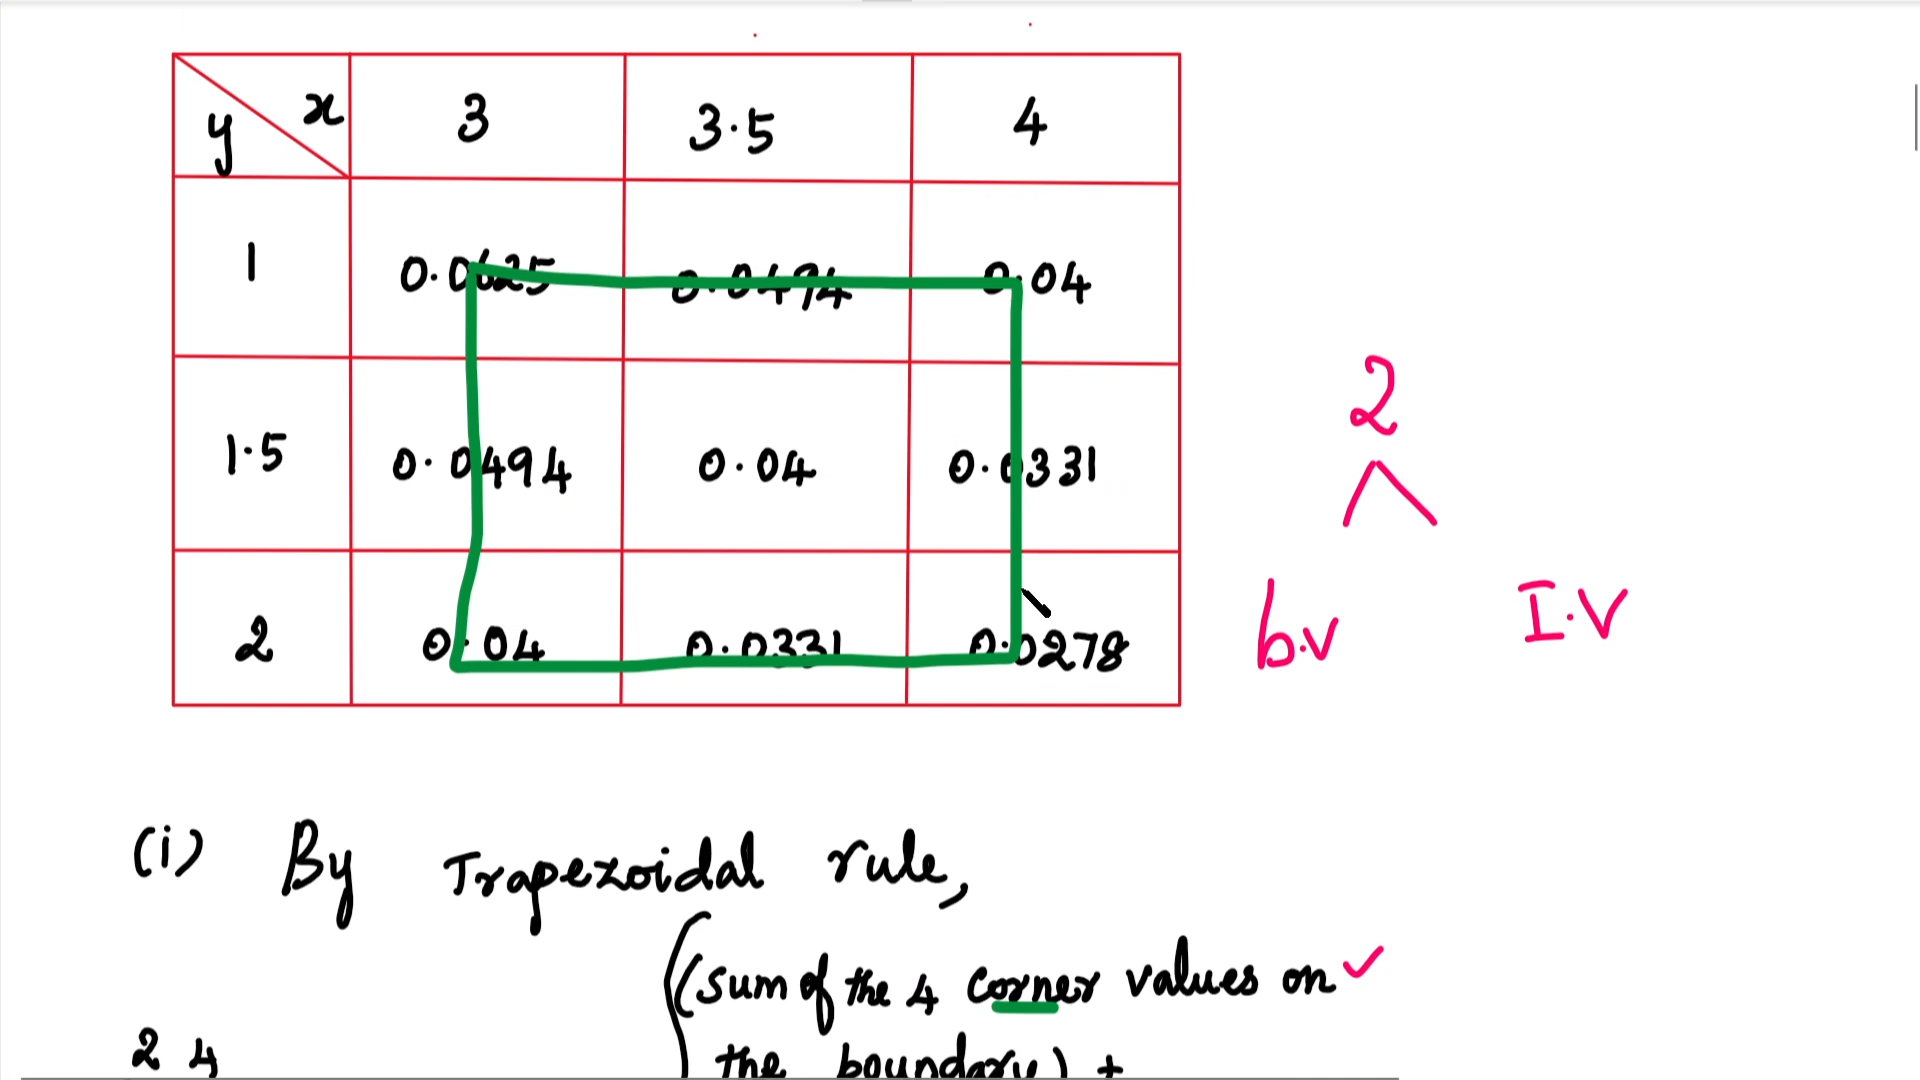 y x 3 3.5 4
1 0.0625 0.0494 0.04
1.5 0.0494 0.04 0.0331
2 0.04 0.0331 0.0278
2
b.v I.V
(i) By Trapezoidal rule,
(sum of the 4 corner values on
2 4 the boundary) +